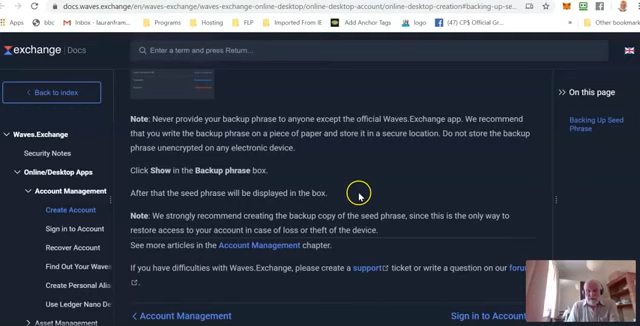 docs.waves.exchange/en/waves-exchange/waves-exchange-online-desktop/online-desktop-account/online-desktop-creation#backing-up-se...
bbc
Inbox - lauranfram...
Programs
Hosting
FLP
Imported From IE
Add Anchor Tags
(47) CP$ Official Gr...
Other bookmark
exchange | Docs
Enter a term and press Return...
Back to index
Waves.Exchange
Security Notes
Online/Desktop Apps
Account Management
Create Account
Sign in to Account
Recover Account
Find Out Your Waves
Create Personal Alia
Use Ledger Nano De
Asset Management
Note: Never provide your backup phrase to anyone except the official Waves.Exchange app. We recommend
that you write the backup phrase on a piece of paper and store it in a secure location. Do not store the backup
phrase unencrypted on any electronic device.
Click Show in the Backup phrase box.
After that the seed phrase will be displayed in the box.
Note: We strongly recommend creating the backup copy of the seed phrase, since this is the only way to
restore access to your account in case of loss or theft of the device.
See more articles in the Account Management chapter.
If you have difficulties with Waves.Exchange, please create a support ticket or write a question on our foru
.
Account Management
Sign in to Account
On this page
Backing Up Seed
Phrase